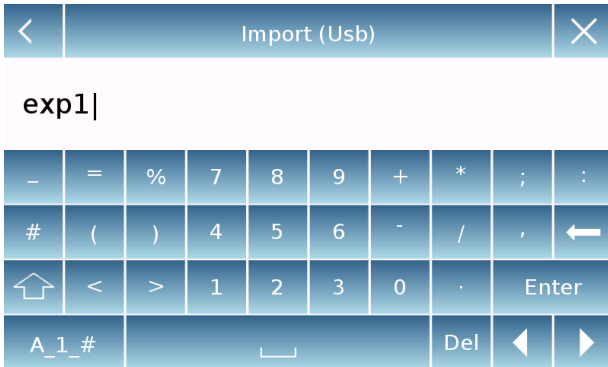 Import (Usb)
exp1
_ = % 7 8 9 + * ; :
# ( ) 4 5 6 - / ,
< > 1 2 3 0 . Enter
A_1_# Del